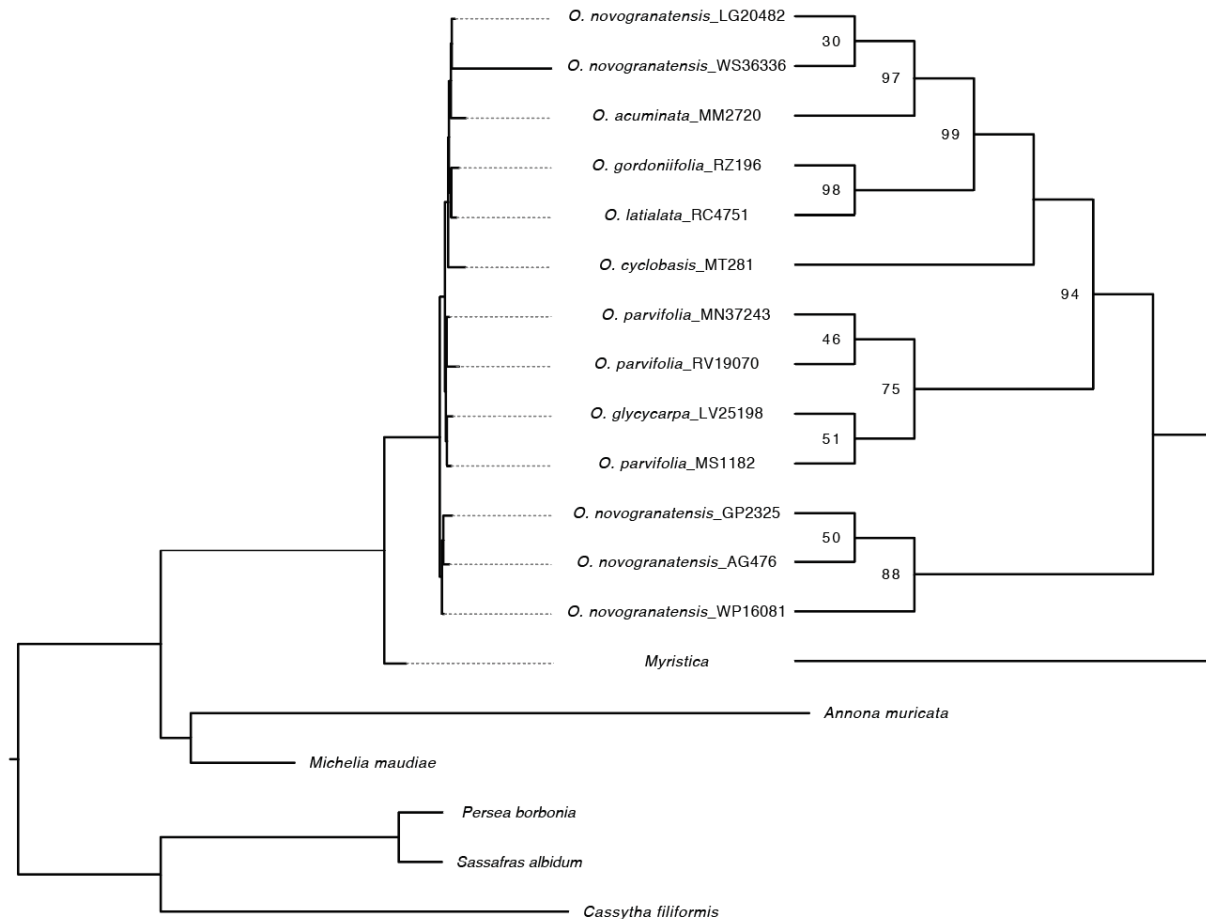 O. novogranatensis_LG20482
30
O. novogranatensis_WS36336
97
O. acuminata_MM2720
99
O. gordoniifolia_RZ196
98
O. latialata_RC4751
O. cyclobasis_MT281
94
O. parvifolia_MN37243
46
O. parvifolia_RV19070
75
O. glycycarpa_LV25198
51
O. parvifolia_MS1182
O. novogranatensis_GP2325
50
O. novogranatensis_AG476
88
O. novogranatensis_WP16081
Myristica
Annona muricata
Michelia maudiae
Persea borbonia
Sassafras albidum
Cassytha filiformis